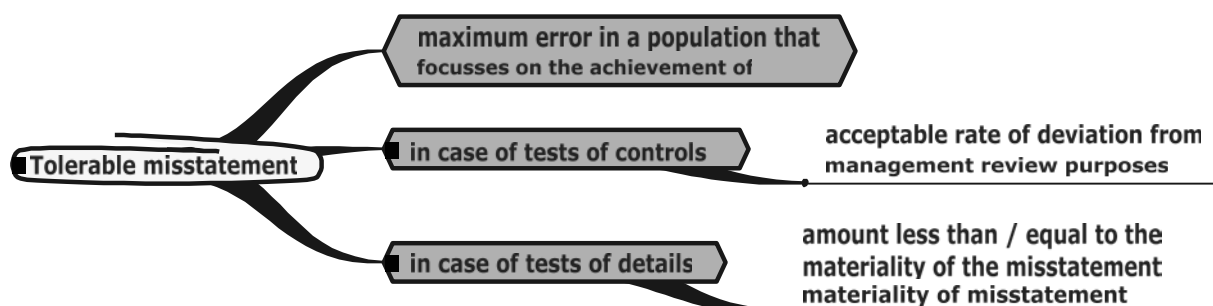 maximum error in a population that
focusses on the achievement of
Tolerable misstatement
in case of tests of controls
acceptable rate of deviation from
management review purposes
in case of tests of details
amount less than / equal to the
materiality of the misstatement
materiality of misstatement